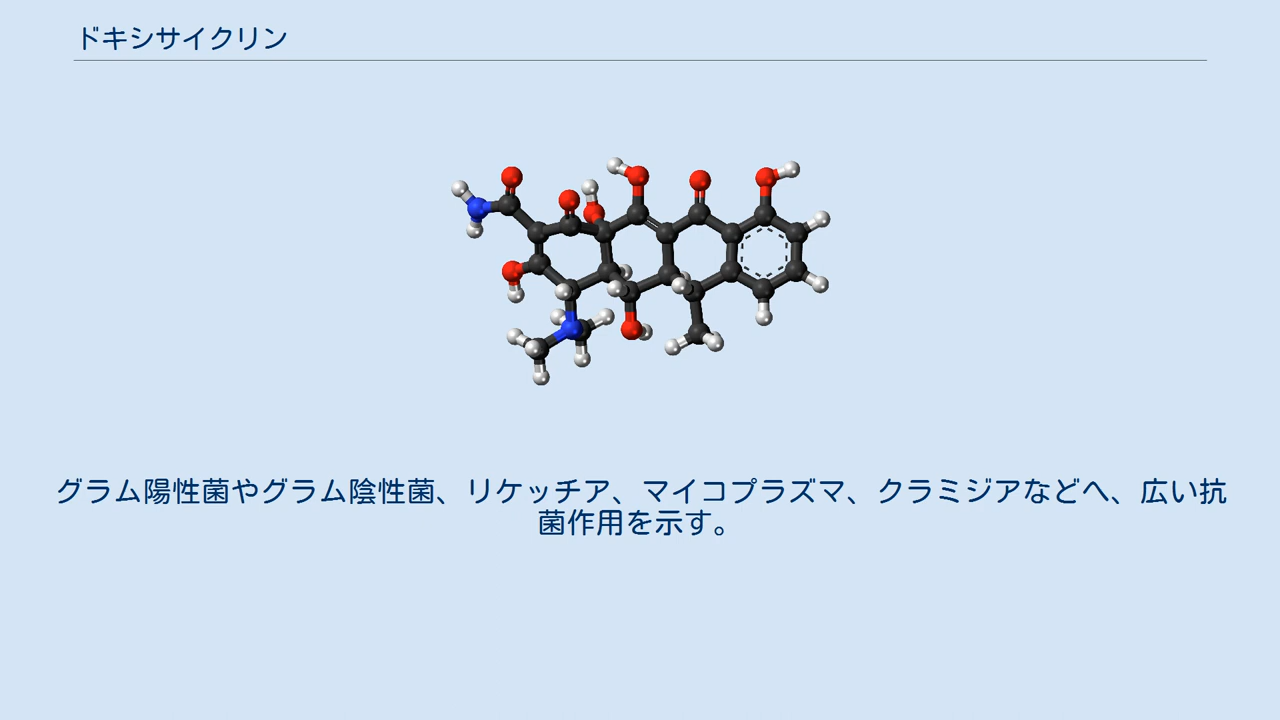 ドキシサイクリン
グラム陽性菌やグラム陰性菌、リケッチア、マイコプラズマ、クラミジアなどへ、広い抗
菌作用を示す。